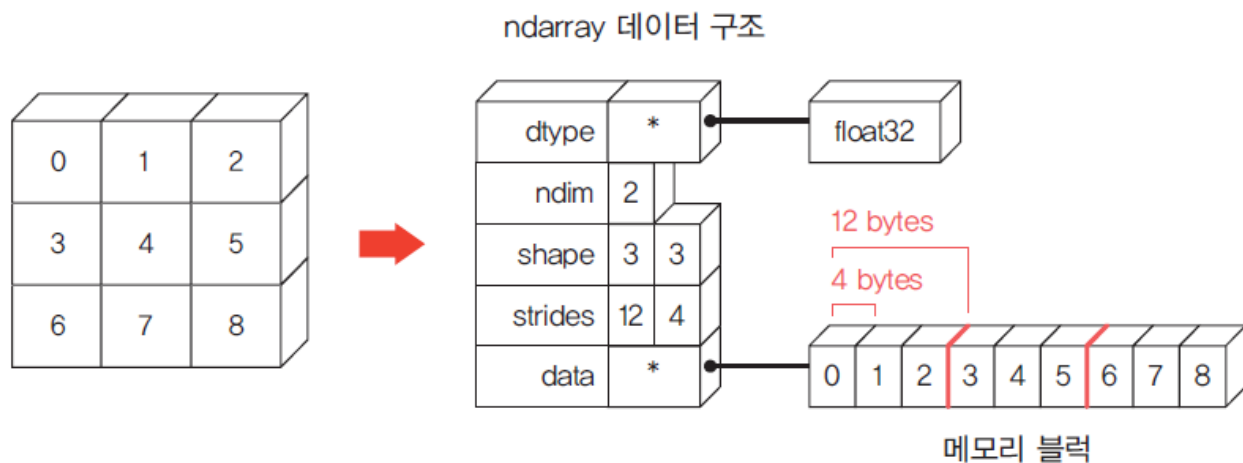 ndarray 데이터 구조
0 1 2
3 4 5
6 7 8
dtype *
float32
ndim 2
shape 3 3
strides 12 4
data *
12 bytes
4 bytes
0 1 2 3 4 5 6 7 8
메모리 블럭